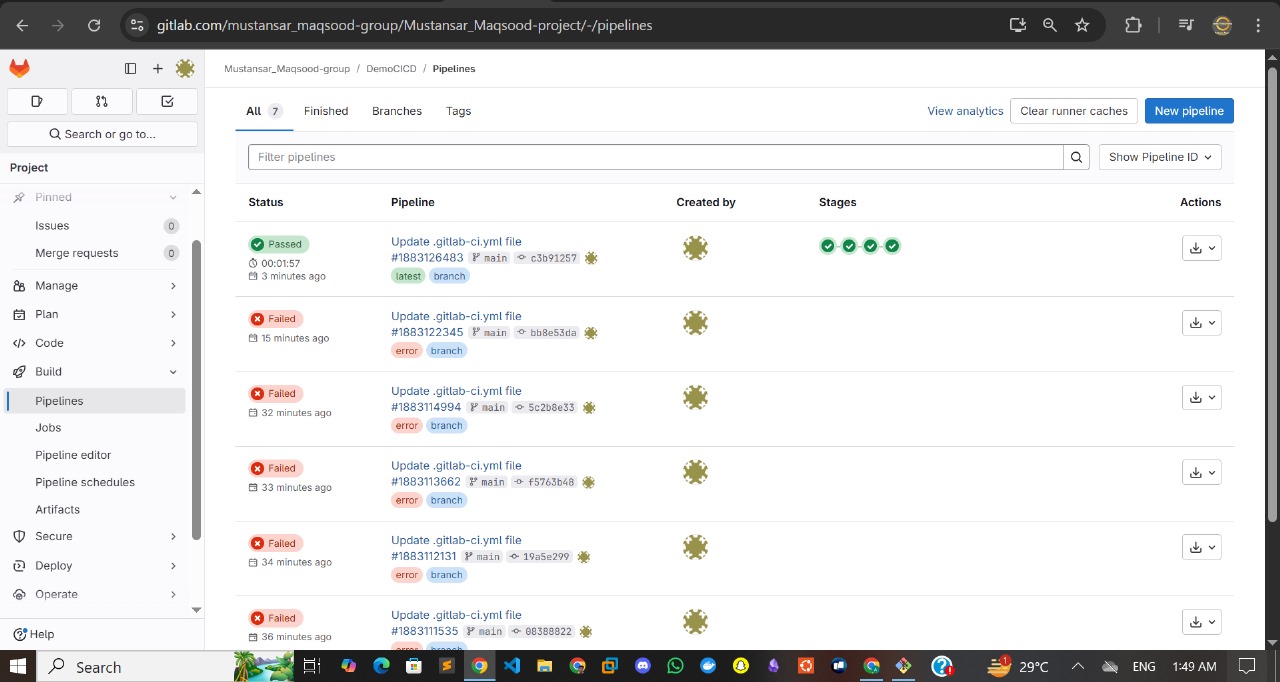 gitlab.com/mustansar_maqsood-group/Mustansar_Maqsood-project/-/pipelines
Mustansar_Maqsood-group / DemoCICD / Pipelines
Search or go to...
Project
Pinned
Issues 0
Merge requests 0
Manage
Plan
Code
Build
Pipelines
Jobs
Pipeline editor
Pipeline schedules
Artifacts
Secure
Deploy
Operate
Help
All 7 Finished Branches Tags View analytics Clear runner caches New pipeline
Filter pipelines Show Pipeline ID
Status Pipeline Created by Stages Actions
Passed
00:01:57
3 minutes ago
Update .gitlab-ci.yml file
#1883126483 main c3b91257
latest branch
Failed
15 minutes ago
Update .gitlab-ci.yml file
#1883122345 main bb8e53da
error branch
Failed
32 minutes ago
Update .gitlab-ci.yml file
#1883114994 main 5c2b8e33
error branch
Failed
33 minutes ago
Update .gitlab-ci.yml file
#1883113662 main f5763b48
error branch
Failed
34 minutes ago
Update .gitlab-ci.yml file
#1883112131 main 19a5e299
error branch
Failed
36 minutes ago
Update .gitlab-ci.yml file
#1883111535 main 08388822
error branch
Search 1 29°C ENG 1:49 AM